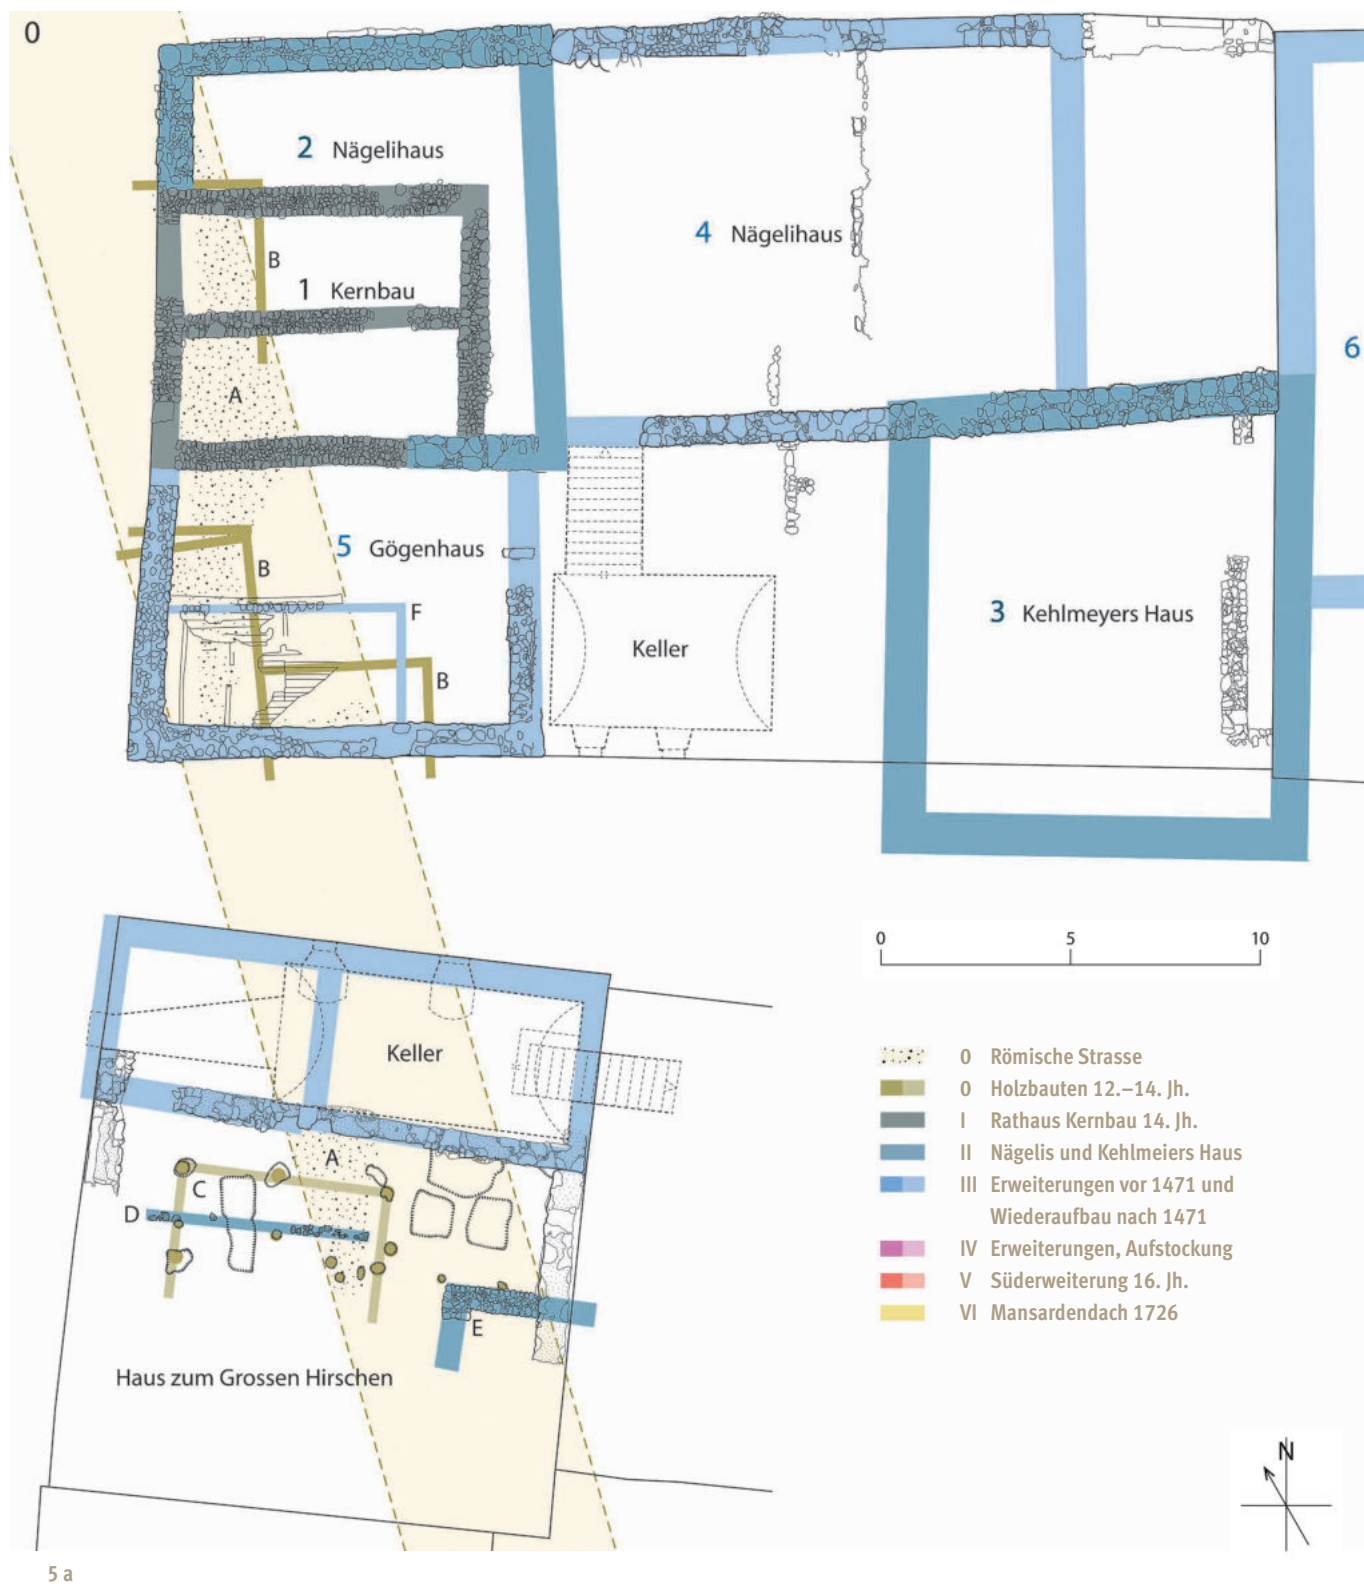 0
2 Nägelihaus
B
1 Kernbau
4 Nägelihaus
6
A
5 Gögenhaus
B
F
B
Keller
3 Kehlmeyers Haus
0 5 10
Keller
A
C
D
E
Haus zum Grossen Hirschen
0 Römische Strasse
0 Holzbauten 12.–14. Jh.
I Rathaus Kernbau 14. Jh.
II Nägelis und Kehlmeiers Haus
III Erweiterungen vor 1471 und
Wiederaufbau nach 1471
IV Erweiterungen, Aufstockung
V Süderweiterung 16. Jh.
VI Mansardendach 1726
N
5 a